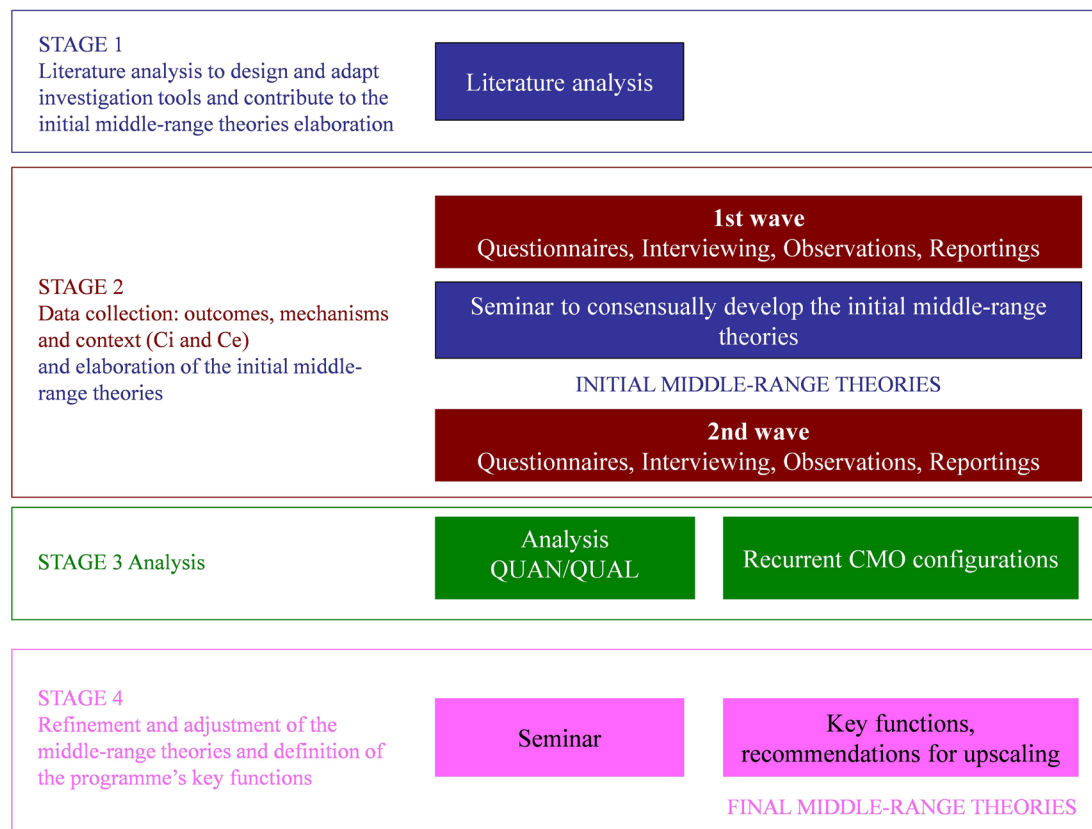 STAGE 1
Literature analysis to design and adapt
investigation tools and contribute to the
initial middle-range theories elaboration
Literature analysis
STAGE 2
Data collection: outcomes, mechanisms
and context (Ci and Ce)
and elaboration of the initial middle-
range theories
1st wave
Questionnaires, Interviewing, Observations, Reportings
Seminar to consensually develop the initial middle-range
theories
INITIAL MIDDLE-RANGE THEORIES
2nd wave
Questionnaires, Interviewing, Observations, Reportings
STAGE 3 Analysis
Analysis
QUAN/QUAL
Recurrent CMO configurations
STAGE 4
Refinement and adjustment of the
middle-range theories and definition of
the programme’s key functions
Seminar
Key functions,
recommendations for upscaling
FINAL MIDDLE-RANGE THEORIES